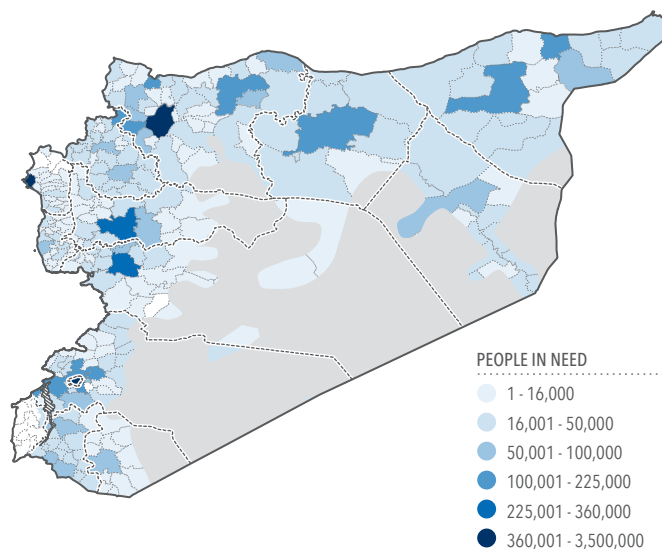 PEOPLE IN NEED
1 - 16,000
16,001 - 50,000
50,001 - 100,000
100,001 - 225,000
225,001 - 360,000
360,001 - 3,500,000